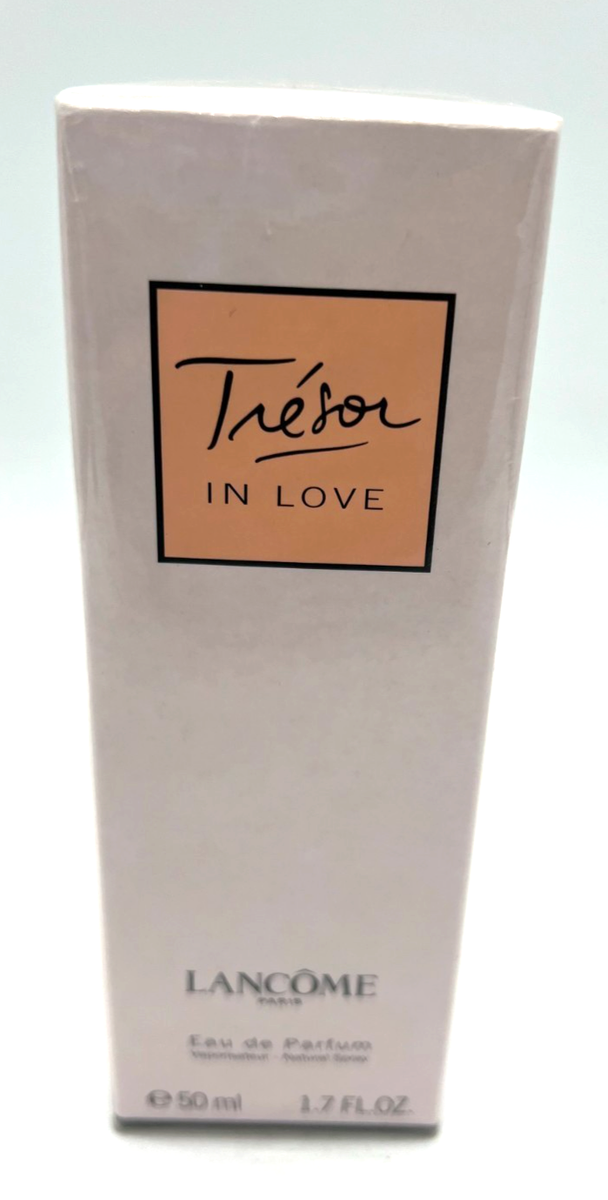 Trésor
IN LOVE
LANCÔME
PARIS
Eau de Parfum
Vaporisateur - Natural Spray
℮ 50 ml 1.7 FL.OZ.